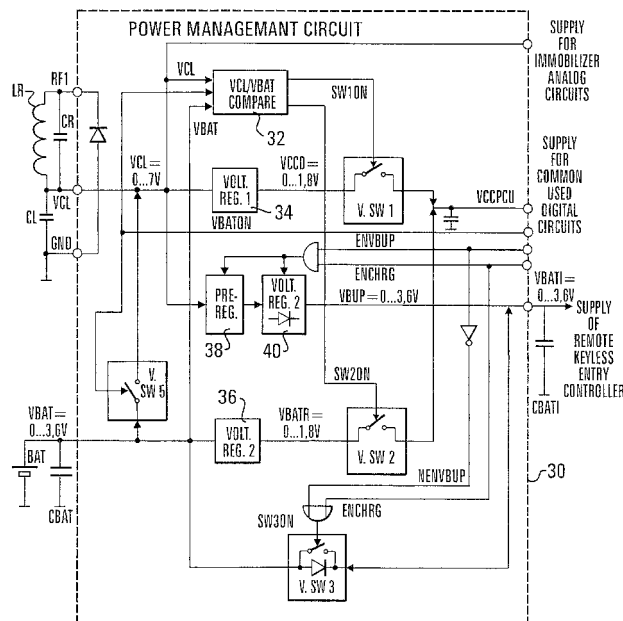 POWER MANAGEMANT CIRCUIT
SUPPLY
FOR
IMMOBILIZER
ANALOG
CIRCUITS
VCL
RF1
LR
VCL/VBAT
COMPARE
SW1ON
32
VBAT
CR
VCL=
0...7V
VCCD=
0...1,8V
VOLT.
REG. 1
34
V. SW 1
VCL
CL
GND
VBATON
SUPPLY
FOR
COMMON
USED
DIGITAL
CIRCUITS
VCCPCU
ENVBUP
ENCHRG
VBATI=
0...3,6V
PRE-
REG.
38
VOLT.
REG. 2
40
VBUP=0...3,6V
SUPPLY
OF
REMOTE
KEYLESS
ENTRY
CONTROLLER
CBATI
V.
SW 5
SW2ON
VBAT=
0...3,6V
BAT
CBAT
36
VOLT.
REG. 2
VBATR=
0...1,8V
V. SW 2
NENVBUP
30
ENCHRG
SW3ON
V. SW 3